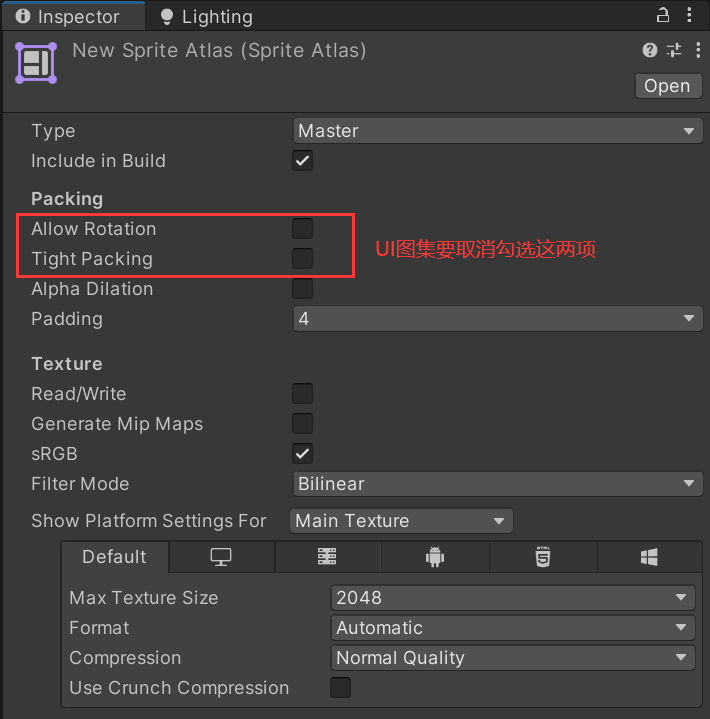 Inspector
Lighting
New Sprite Atlas (Sprite Atlas)
Open
Type Master
Include in Build
Packing
Allow Rotation
Tight Packing
UI图集要取消勾选这两项
Alpha Dilation
Padding 4
Texture
Read/Write
Generate Mip Maps
sRGB
Filter Mode Bilinear
Show Platform Settings For Main Texture
Default
HTML
Max Texture Size 2048
Format Automatic
Compression Normal Quality
Use Crunch Compression